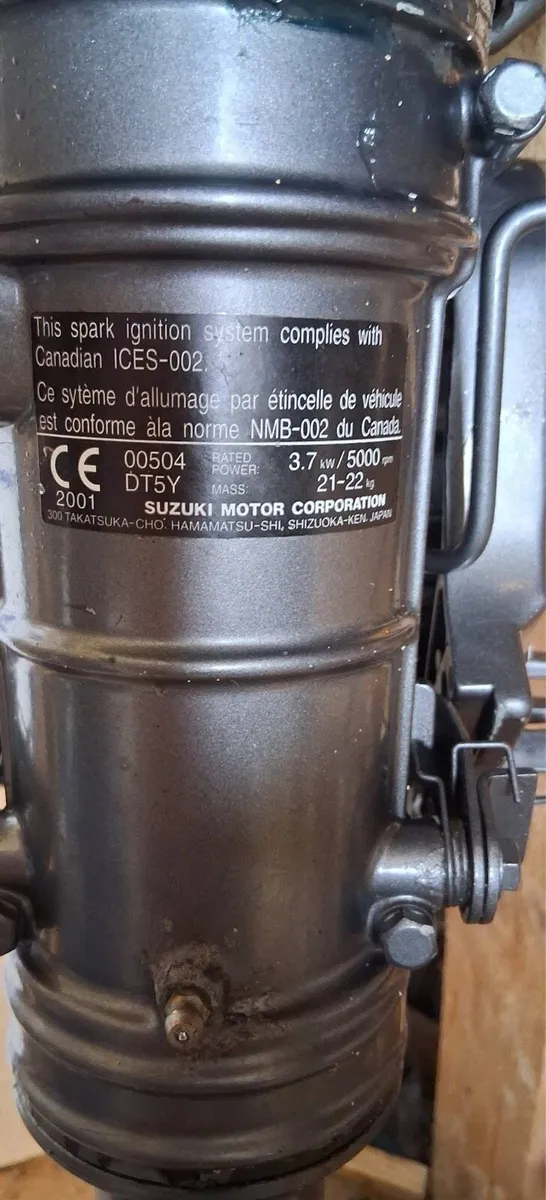 This spark ignition system complies with
Canadian ICES-002.
Ce sytème d'allumage par étincelle de véhicule
est conforme àla norme NMB-002 du Canada.
CE 00504 RATED POWER: 3.7 kw/5000 rpm
2001 DT5Y MASS: 21-22 kg
SUZUKI MOTOR CORPORATION
300 TAKATSUKA-CHO. HAMAMATSU-SHI, SHIZUOKA-KEN. JAPAN